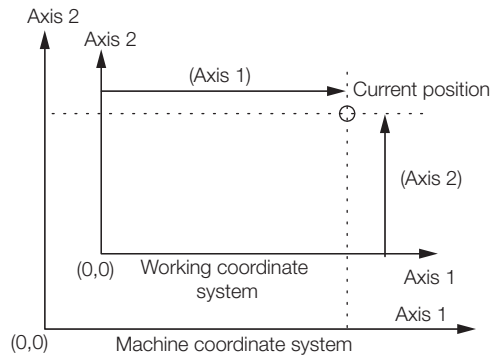 Axis 2
Axis 2
(Axis 1)
Current position
(Axis 2)
(0,0)
Working coordinate
system
Axis 1
Axis 1
(0,0)
Machine coordinate system